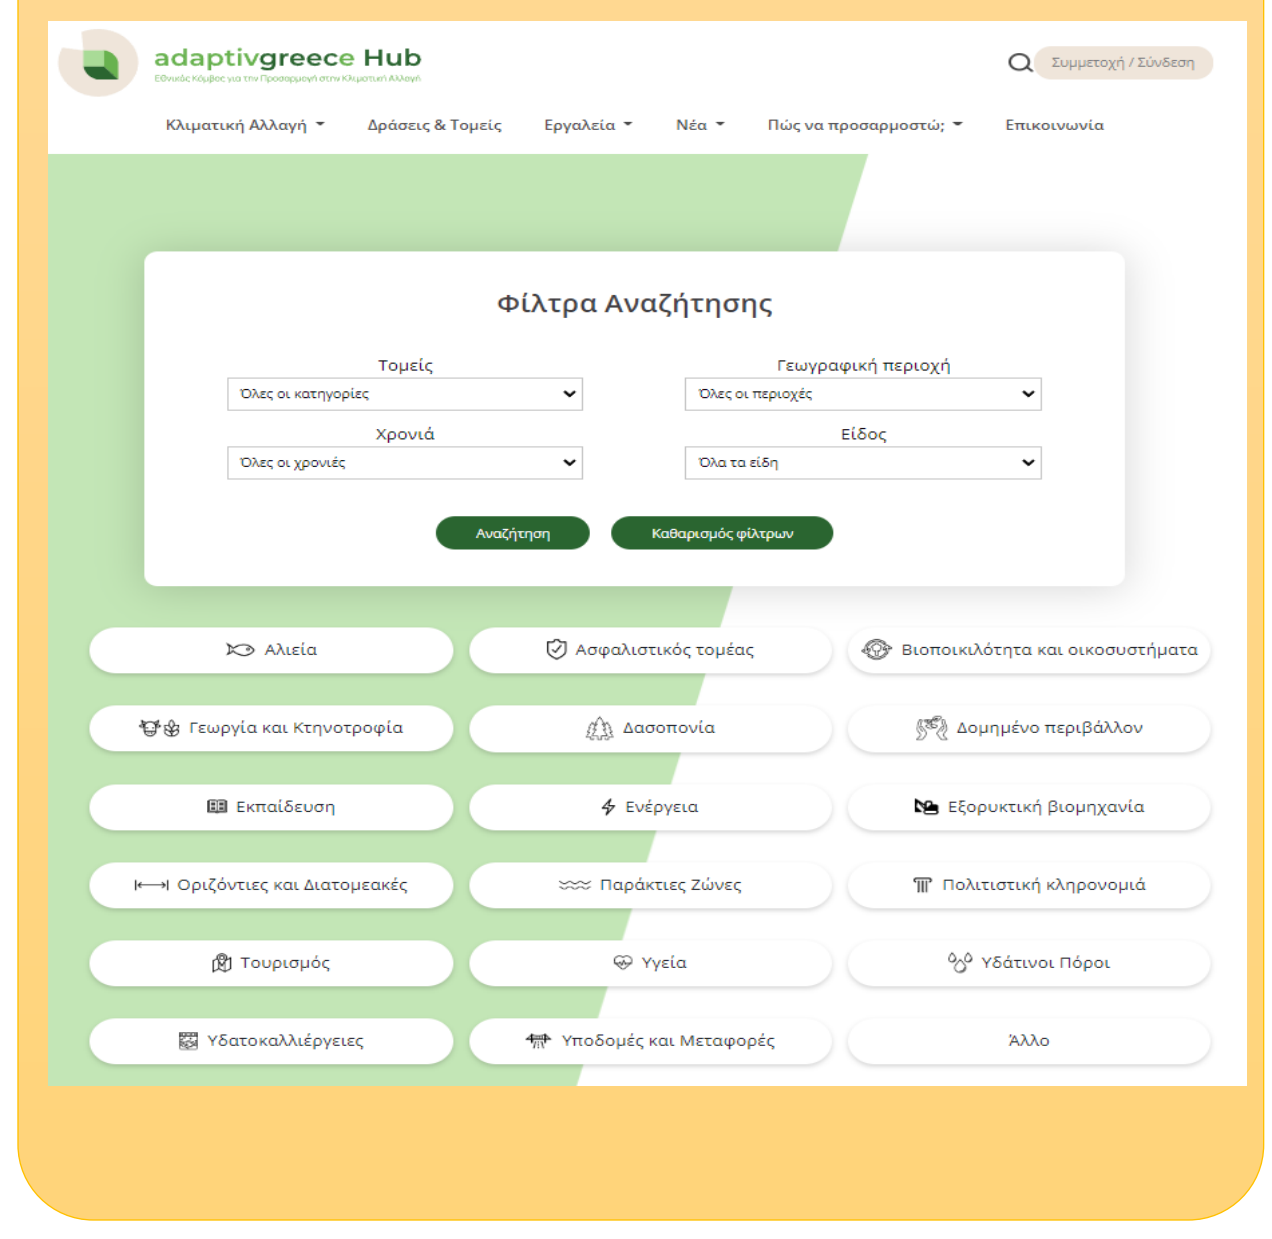 adaptivgreece Hub
Εθνικός Κόμβος για την Προσαρμογή στην Κλιματική Αλλαγή
Συμμετοχή / Σύνδεση
Κλιματική Αλλαγή Δράσεις & Τομείς Εργαλεία Νέα Πώς να προσαρμοστώ; Επικοινωνία
Φίλτρα Αναζήτησης
Τομείς Γεωγραφική περιοχή
Όλες οι κατηγορίες Όλες οι περιοχές
Χρονιά Είδος
Όλες οι χρονιές Όλα τα είδη
Αναζήτηση Καθαρισμός φίλτρων
Αλιεία Ασφαλιστικός τομέας Βιοποικιλότητα και οικοσυστήματα
Γεωργία και Κτηνοτροφία Δασοπονία Δομημένο περιβάλλον
Εκπαίδευση Ενέργεια Εξορυκτική βιομηχανία
Οριζόντιες και Διατομεακές Παράκτιες Ζώνες Πολιτιστική κληρονομιά
Τουρισμός Υγεία Υδάτινοι Πόροι
Υδατοκαλλιέργειες Υποδομές και Μεταφορές Άλλο